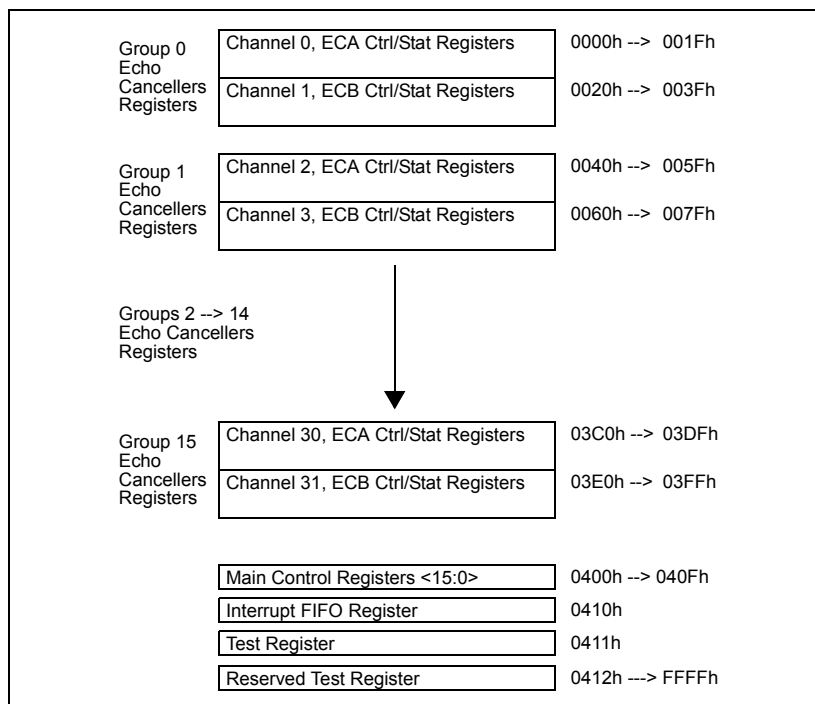 Group 0
Echo
Cancellers
Registers
Channel 0, ECA Ctrl/Stat Registers 0000h --> 001Fh
Channel 1, ECB Ctrl/Stat Registers 0020h --> 003Fh
Group 1
Echo
Cancellers
Registers
Channel 2, ECA Ctrl/Stat Registers 0040h --> 005Fh
Channel 3, ECB Ctrl/Stat Registers 0060h --> 007Fh
Groups 2 --> 14
Echo Cancellers
Registers
Group 15
Echo
Cancellers
Registers
Channel 30, ECA Ctrl/Stat Registers 03C0h --> 03DFh
Channel 31, ECB Ctrl/Stat Registers 03E0h --> 03FFh
Main Control Registers <15:0> 0400h --> 040Fh
Interrupt FIFO Register 0410h
Test Register 0411h
Reserved Test Register 0412h ---> FFFFh